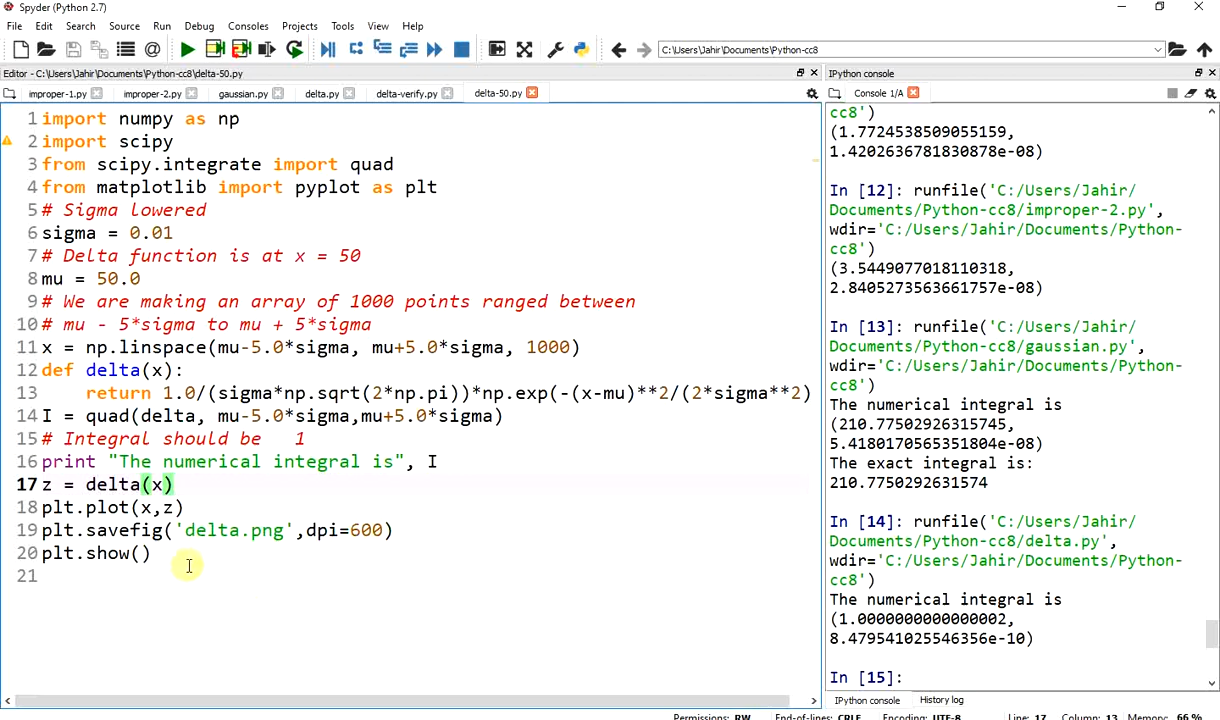 Spyder (Python 2.7)
File Edit Search Source Run Debug Consoles Projects Tools View Help
C:\Users\Jahir\Documents\Python-cc8
Editor - C:\Users\Jahir\Documents\Python-cc8\delta-50.py
improper-1.py improper-2.py gaussian.py delta.py delta-verify.py delta-50.py
1 import numpy as np
2 import scipy
3 from scipy.integrate import quad
4 from matplotlib import pyplot as plt
5 # Sigma lowered
6 sigma = 0.01
7 # Delta function is at x = 50
8 mu = 50.0
9 # We are making an array of 1000 points ranged between
10 # mu - 5*sigma to mu + 5*sigma
11 x = np.linspace(mu-5.0*sigma, mu+5.0*sigma, 1000)
12 def delta(x):
13     return 1.0/(sigma*np.sqrt(2*np.pi))*np.exp(-(x-mu)**2/(2*sigma**2)
14 I = quad(delta, mu-5.0*sigma,mu+5.0*sigma)
15 # Integral should be   1
16 print "The numerical integral is", I
17 z = delta(x)
18 plt.plot(x,z)
19 plt.savefig('delta.png',dpi=600)
20 plt.show()
21
IPython console
Console 1/A
cc8')
(1.7724538509055159,
1.4202636781830878e-08)
In [12]: runfile('C:/Users/Jahir/
Documents/Python-cc8/improper-2.py',
wdir='C:/Users/Jahir/Documents/Python-
cc8')
(3.5449077018110318,
2.8405273563661757e-08)
In [13]: runfile('C:/Users/Jahir/
Documents/Python-cc8/gaussian.py',
wdir='C:/Users/Jahir/Documents/Python-
cc8')
The numerical integral is
(210.77502926315745,
5.4180170565351804e-08)
The exact integral is:
210.7750292631574
In [14]: runfile('C:/Users/Jahir/
Documents/Python-cc8/delta.py',
wdir='C:/Users/Jahir/Documents/Python-
cc8')
The numerical integral is
(1.0000000000000002,
8.479541025546356e-10)
In [15]:
IPython console History log
Permissions: RW End-of-lines: CRLF Encoding: UTF-8 Line: 17 Column: 13 Memory: 66 %